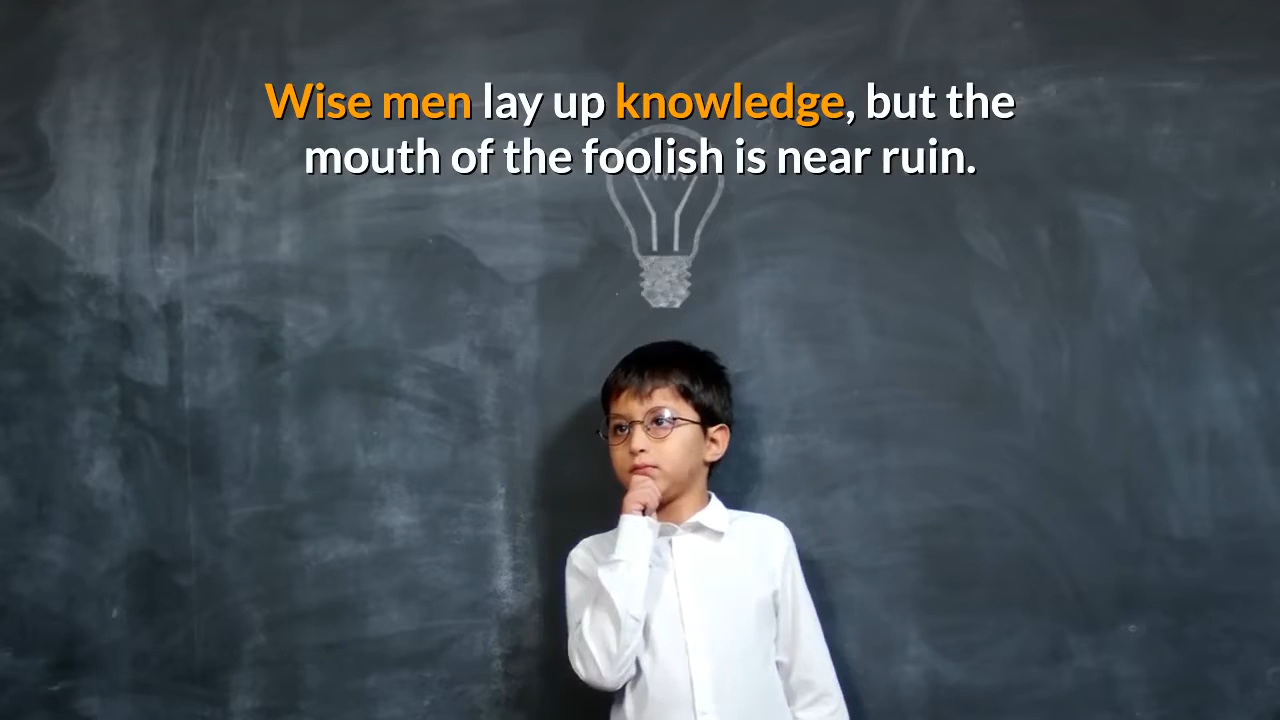 Wise men lay up knowledge, but the
mouth of the foolish is near ruin.